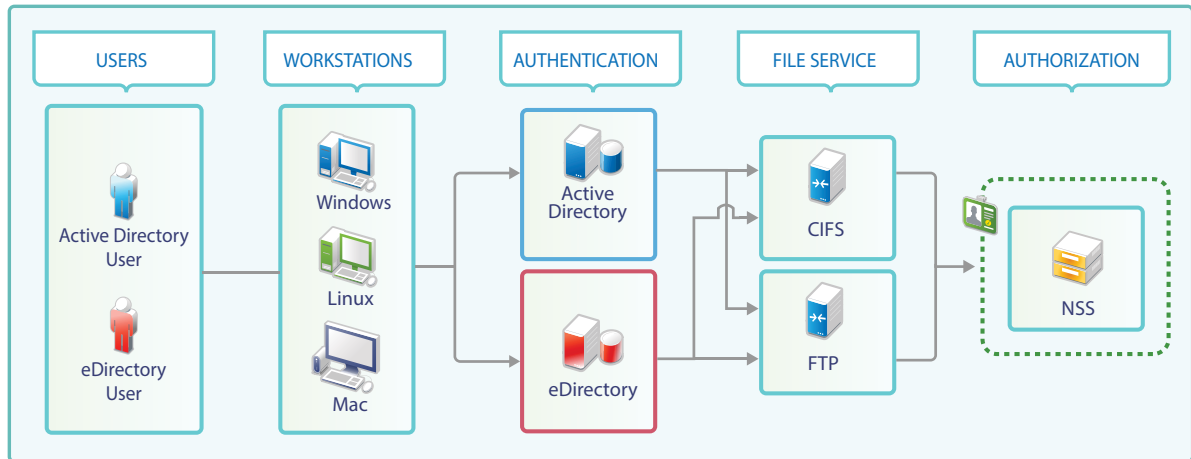 USERS
WORKSTATIONS
AUTHENTICATION
FILE SERVICE
AUTHORIZATION
Active Directory
User
eDirectory
User
Windows
Linux
Mac
Active
Directory
eDirectory
CIFS
FTP
NSS